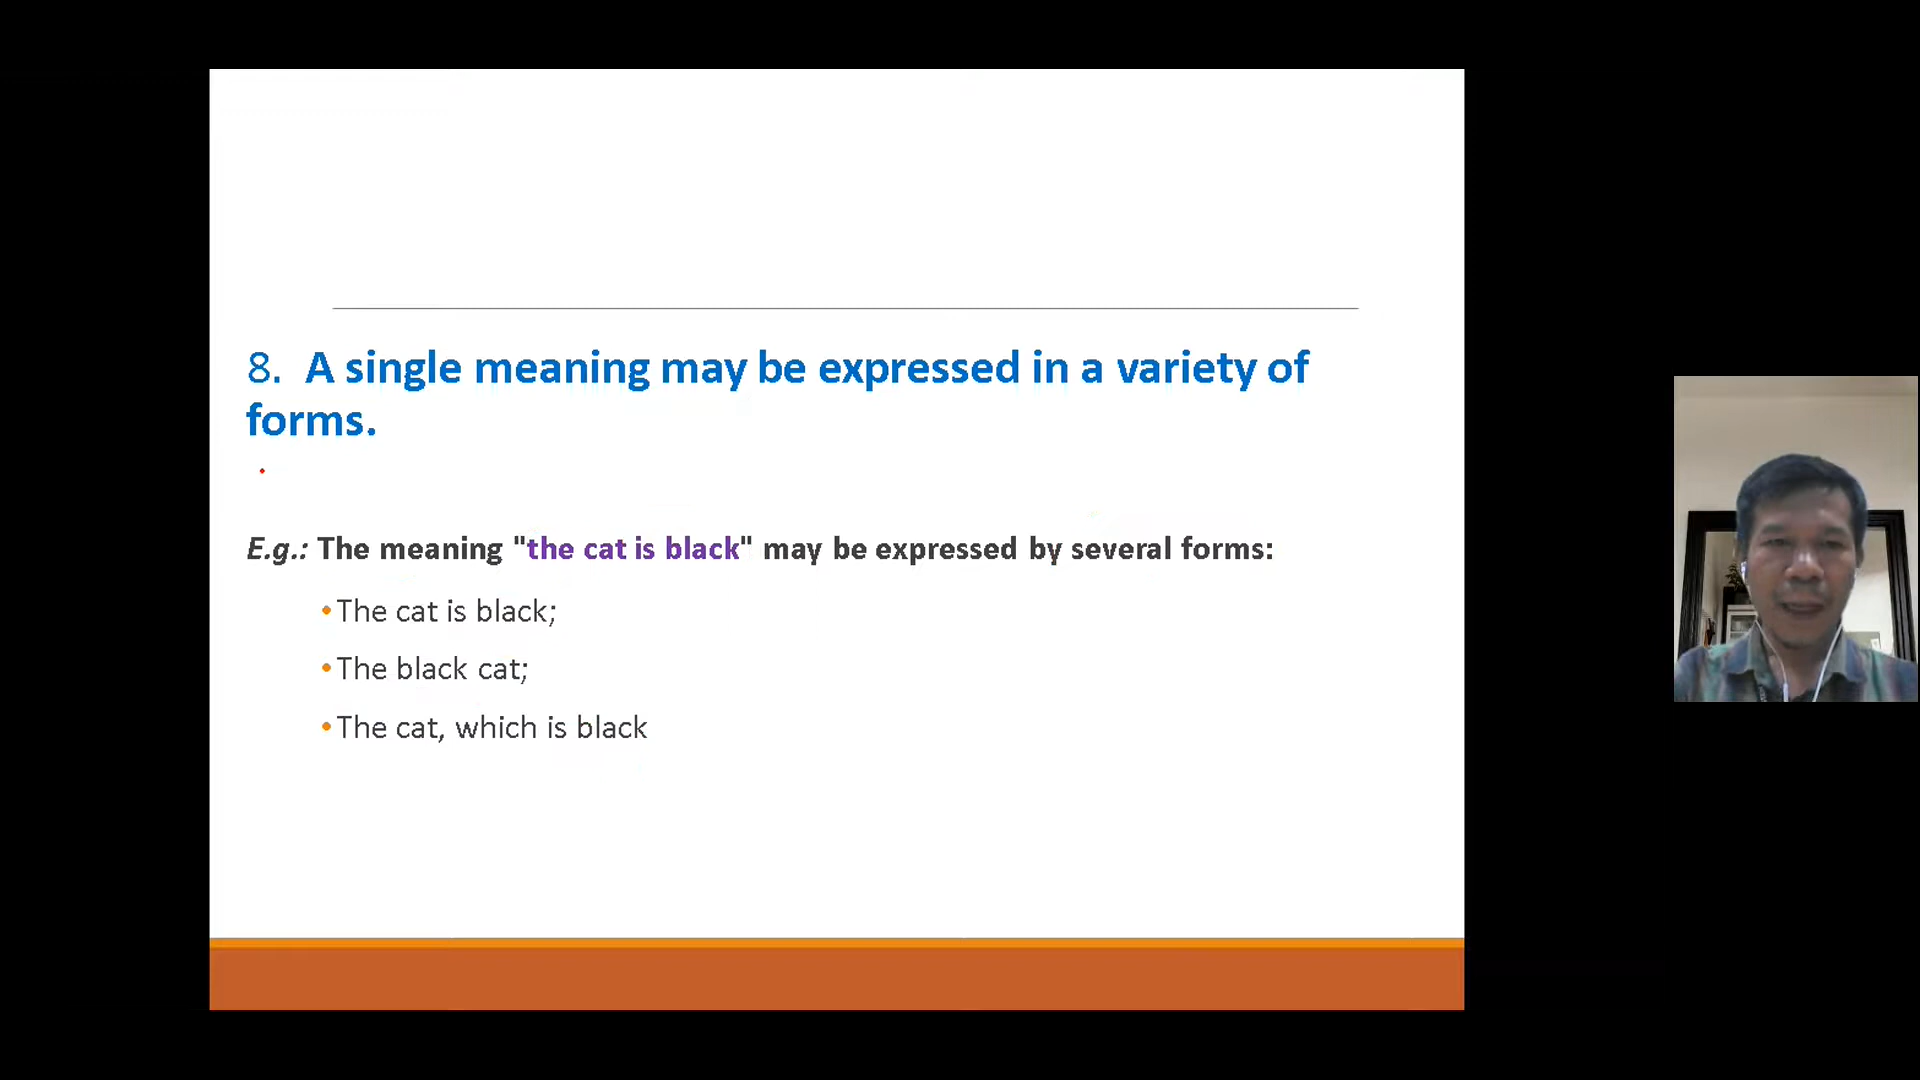 8. A single meaning may be expressed in a variety of
forms.
E.g.: The meaning "the cat is black" may be expressed by several forms:
•The cat is black;
•The black cat;
•The cat, which is black